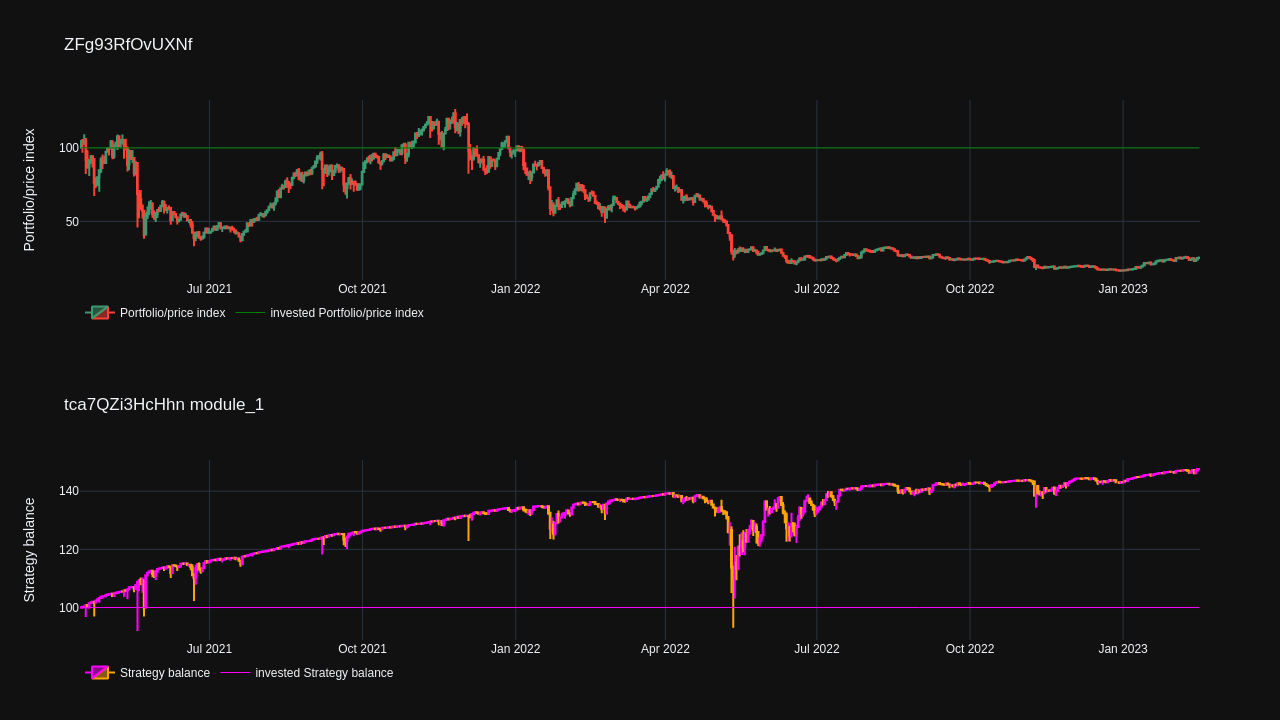 ZFg93RfOvUXNf
Portfolio/price index
100
50
Jul 2021
Oct 2021
Jan 2022
Apr 2022
Jul 2022
Oct 2022
Jan 2023
Portfolio/price index
invested Portfolio/price index
tca7QZi3HcHhn module_1
Strategy balance
140
120
100
Jul 2021
Oct 2021
Jan 2022
Apr 2022
Jul 2022
Oct 2022
Jan 2023
Strategy balance
invested Strategy balance